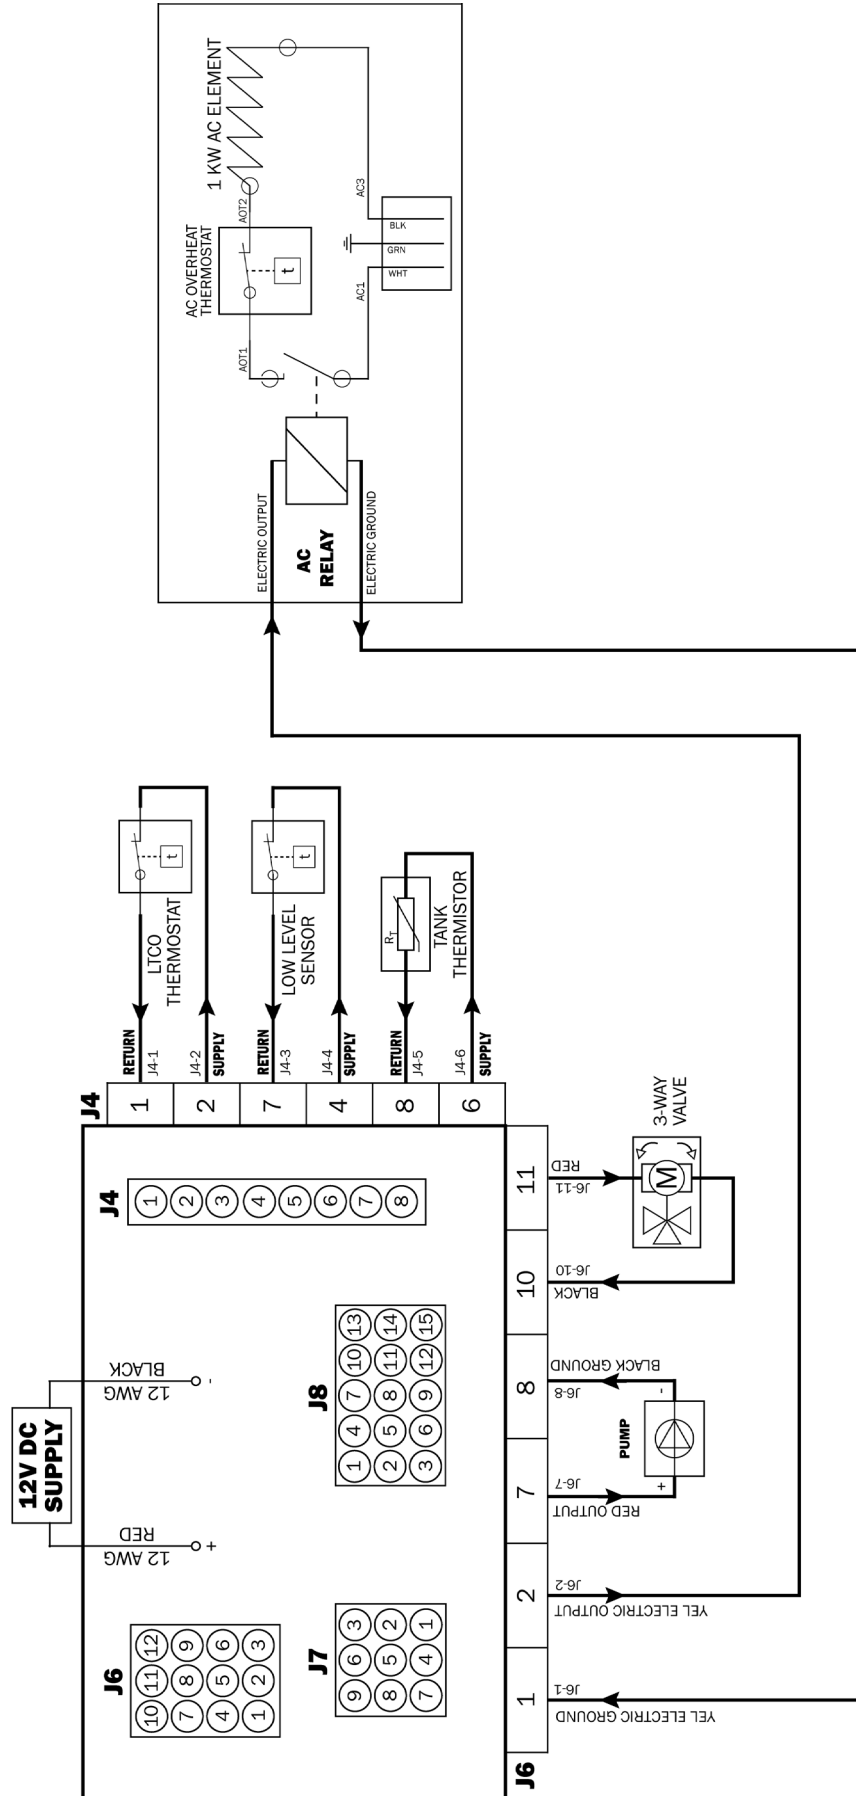 1 KW AC ELEMENT
AOT2
AC OVERHEAT
THERMOSTAT
t
AOT1
AC3
BLK
GRN
WHT
AC1
ELECTRIC OUTPUT
AC
RELAY
ELECTRIC GROUND
LTCO
THERMOSTAT
t
LOW LEVEL
SENSOR
t
RT
TANK
THERMISTOR
RETURN
J4-1
J4-2
SUPPLY
RETURN
J4-3
J4-4
SUPPLY
RETURN
J4-5
J4-6
SUPPLY
J4
1
2
7
4
8
6
J4
1
2
3
4
5
6
7
8
12V DC
SUPPLY
12 AWG
BLACK
-
12 AWG
RED
+
J8
13 14 15
10 11 12
7 8 9
4 5 6
1 2 3
J6
12 9 6 3
11 8 5 2
10 7 4 1
J7
3 2 1
6 5 4
9 8 7
11
10
8
7
2
1
J6
RED
J6-11
3-WAY
VALVE
M
J6-10
BLACK
BLACK GROUND
J6-8
-
PUMP
+
J6-7
RED OUTPUT
J6-2
YEL ELECTRIC OUTPUT
J6-1
YEL ELECTRIC GROUND